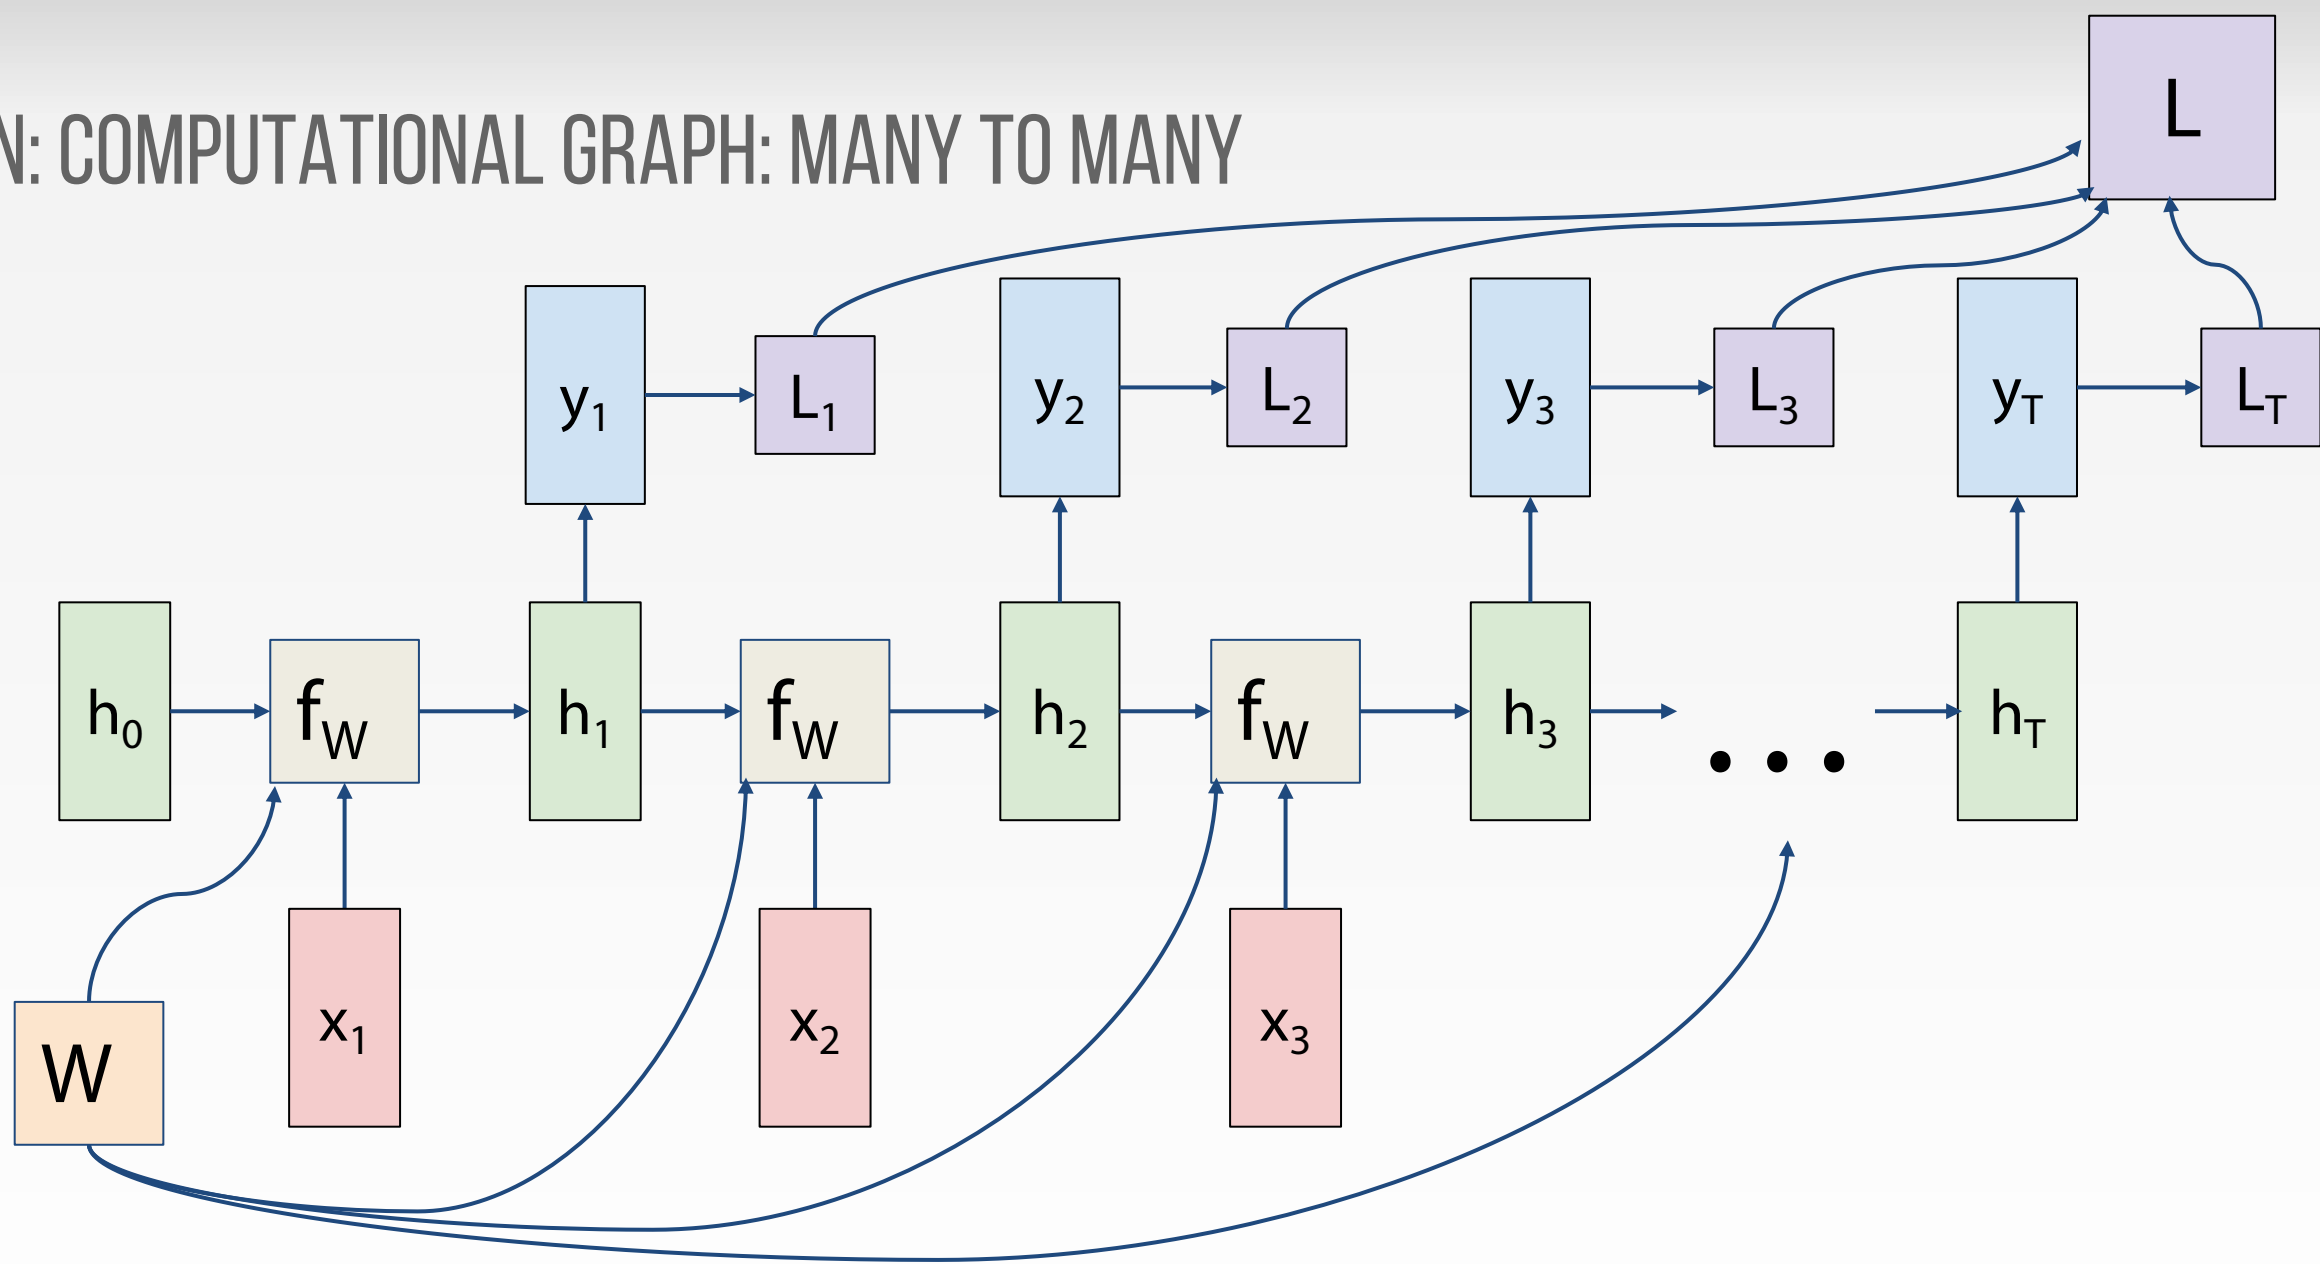 N: COMPUTATIONAL GRAPH: MANY TO MANY
L
y1 L1 y2 L2 y3 L3 yT LT
h0 fW h1 fW h2 fW h3 ... hT
W x1 x2 x3